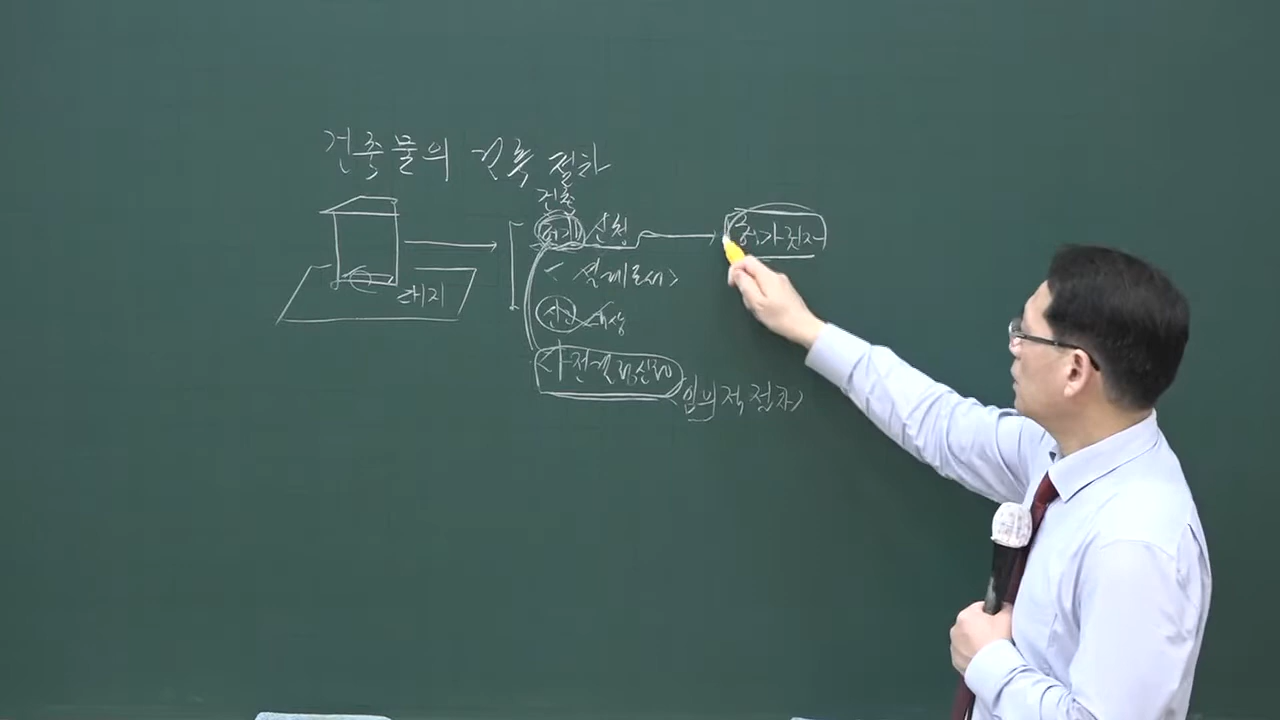 건축물의 건축 절차
건축
허가 신청
허가권자
<설계도서>
대지
신고 대상
사전결정신청
임의적 절차>